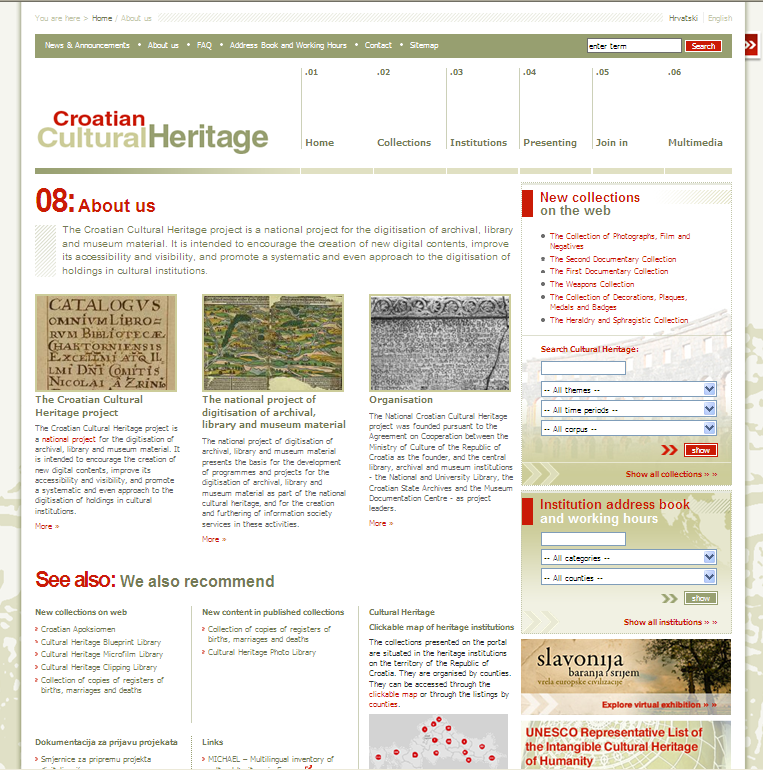 You are here > Home / About us
Hrvatski | English
News & Announcements • About us • FAQ • Address Book and Working Hours • Contact • Sitemap
enter term Search
.01 .02 .03 .04 .05 .06
Croatian
CulturalHeritage
Home Collections Institutions Presenting Join in Multimedia
08: About us
The Croatian Cultural Heritage project is a national project for the digitisation of archival, library
and museum material. It is intended to encourage the creation of new digital contents, improve
its accessibility and visibility, and promote a systematic and even approach to the digitisation of
holdings in cultural institutions.
CATALOGVS
OMNIVM LIBRO=
RVM BIBLIOTECÆ
CHAKTORNIENSIS
EXCELL
DNI COMITIS
NICOLAI A ZRIN
The Croatian Cultural
Heritage project
The Croatian Cultural Heritage project is
a national project for the digitisation of
archival, library and museum material. It
is intended to encourage the creation of
new digital contents, improve its
accessibility and visibility, and promote
a systematic and even approach to the
digitisation of holdings in cultural
institutions.
More »
The national project of
digitisation of archival,
library and museum material
The national project of digitisation of
archival, library and museum material
presents the basis for the development
of programmes and projects for the
digitisation of archival, library and
museum material as part of the national
cultural heritage, and for the creation
and furthering of information society
services in these activities.
More »
Organisation
The National Croatian Cultural Heritage
project was founded pursuant to the
Agreement on Cooperation between the
Ministry of Culture of the Republic of
Croatia as the founder, and the central
library, archival and museum institutions
- the National and University Library, the
Croatian State Archives and the Museum
Documentation Centre - as project
leaders.
More »
See also: We also recommend
New collections on web
Croatian Apoksiomen
Cultural Heritage Blueprint Library
Cultural Heritage Microfilm Library
Cultural Heritage Clipping Library
Collection of copies of registers of
births, marriages and deaths
New content in published collections
Collection of copies of registers of
births, marriages and deaths
Cultural Heritage Photo Library
Cultural Heritage
Clickable map of heritage institutions
The collections presented on the portal
are situated in the heritage institutions
on the territory of the Republic of
Croatia. They are organised by counties.
They can be accessed through the
clickable map or through the listings by
counties.
Dokumentacija za prijavu projekata
Smjernice za pripremu projekta
Links
MICHAEL – Multilingual inventory of
New collections
on the web
• The Collection of Photographs, Film and
Negatives
• The Second Documentary Collection
• The First Documentary Collection
• The Weapons Collection
• The Collection of Decorations, Plaques,
Medals and Badges
• The Heraldry and Sphragistic Collection
Search Cultural Heritage:
-- All themes --
-- All time periods --
-- All corpus --
show
Show all collections » »
Institution address book
and working hours
-- All categories --
-- All counties --
show
Show all institutions » »
slavonija
baranja i srijem
vrela europske civilizacije
Explore virtual exhibition » »
UNESCO Representative List of
the Intangible Cultural Heritage
of Humanity